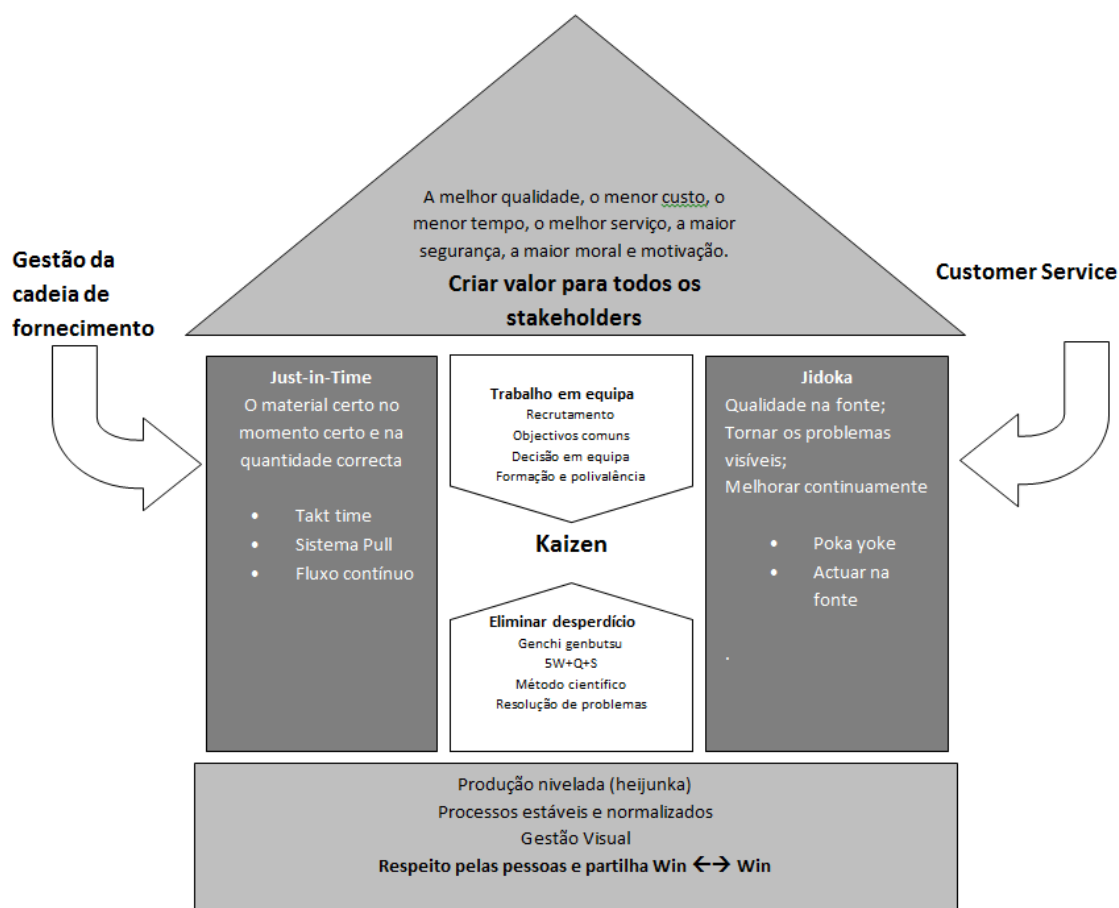 A melhor qualidade, o menor custo, o
menor tempo, o melhor serviço, a maior
segurança, a maior moral e motivação.
Criar valor para todos os
stakeholders
Gestão da
cadeia de
fornecimento
Customer Service
Just-in-Time
O material certo no
momento certo e na
quantidade correcta
• Takt time
• Sistema Pull
• Fluxo contínuo
Trabalho em equipa
Recrutamento
Objectivos comuns
Decisão em equipa
Formação e polivalência
Kaizen
Eliminar desperdício
Genchi genbutsu
5W+Q+S
Método científico
Resolução de problemas
Jidoka
Qualidade na fonte;
Tornar os problemas
visíveis;
Melhorar continuamente
• Poka yoke
• Actuar na
fonte
.
Produção nivelada (heijunka)
Processos estáveis e normalizados
Gestão Visual
Respeito pelas pessoas e partilha Win ←→ Win